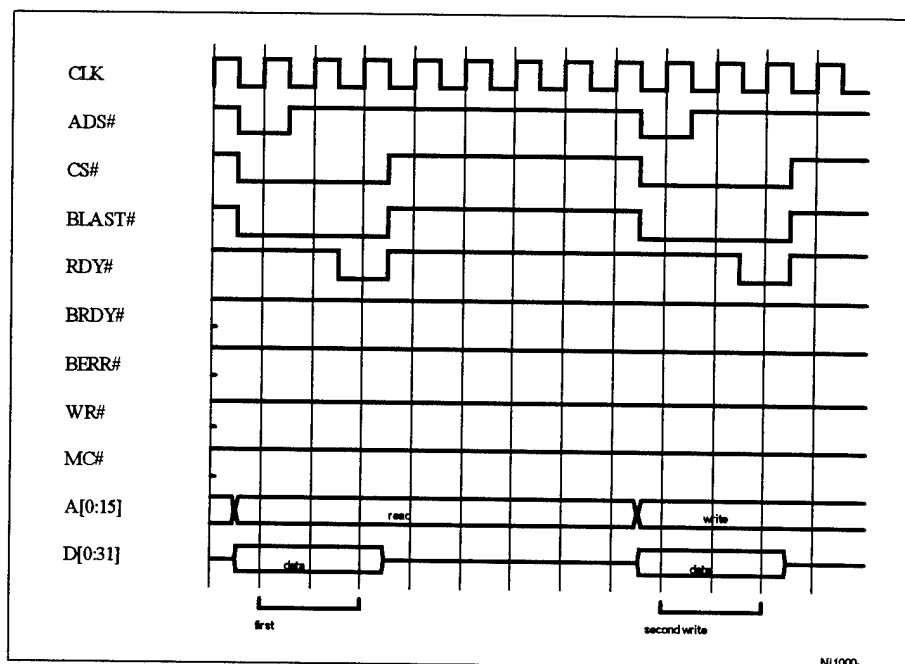 CLK
ADS#
CS#
BLAST#
RDY#
BRDY#
BERR#
WR#
MC#
A[0:15] read write
D[0:31] data data
first second write
Ni1000-